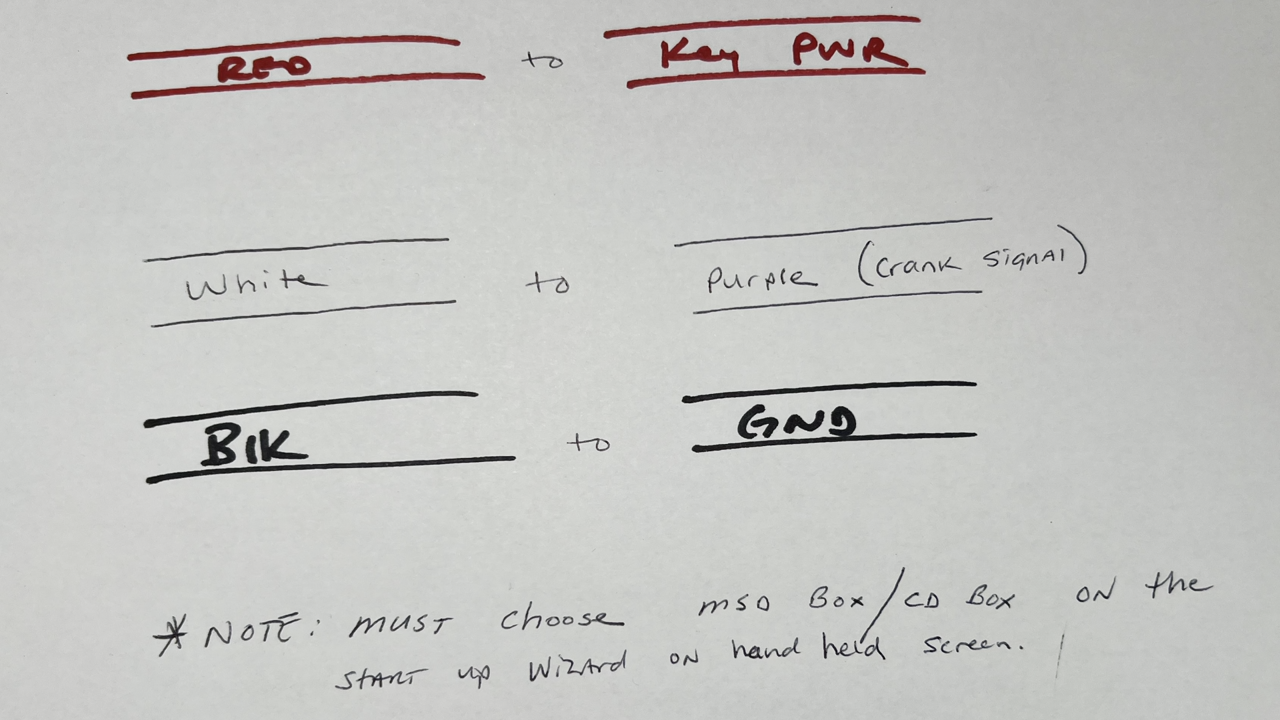 RED to Key PWR
White to Purple (crank signal)
Blk to GND
* NOTE: must choose MSD Box/CD Box on the
start up wizard on hand held screen.